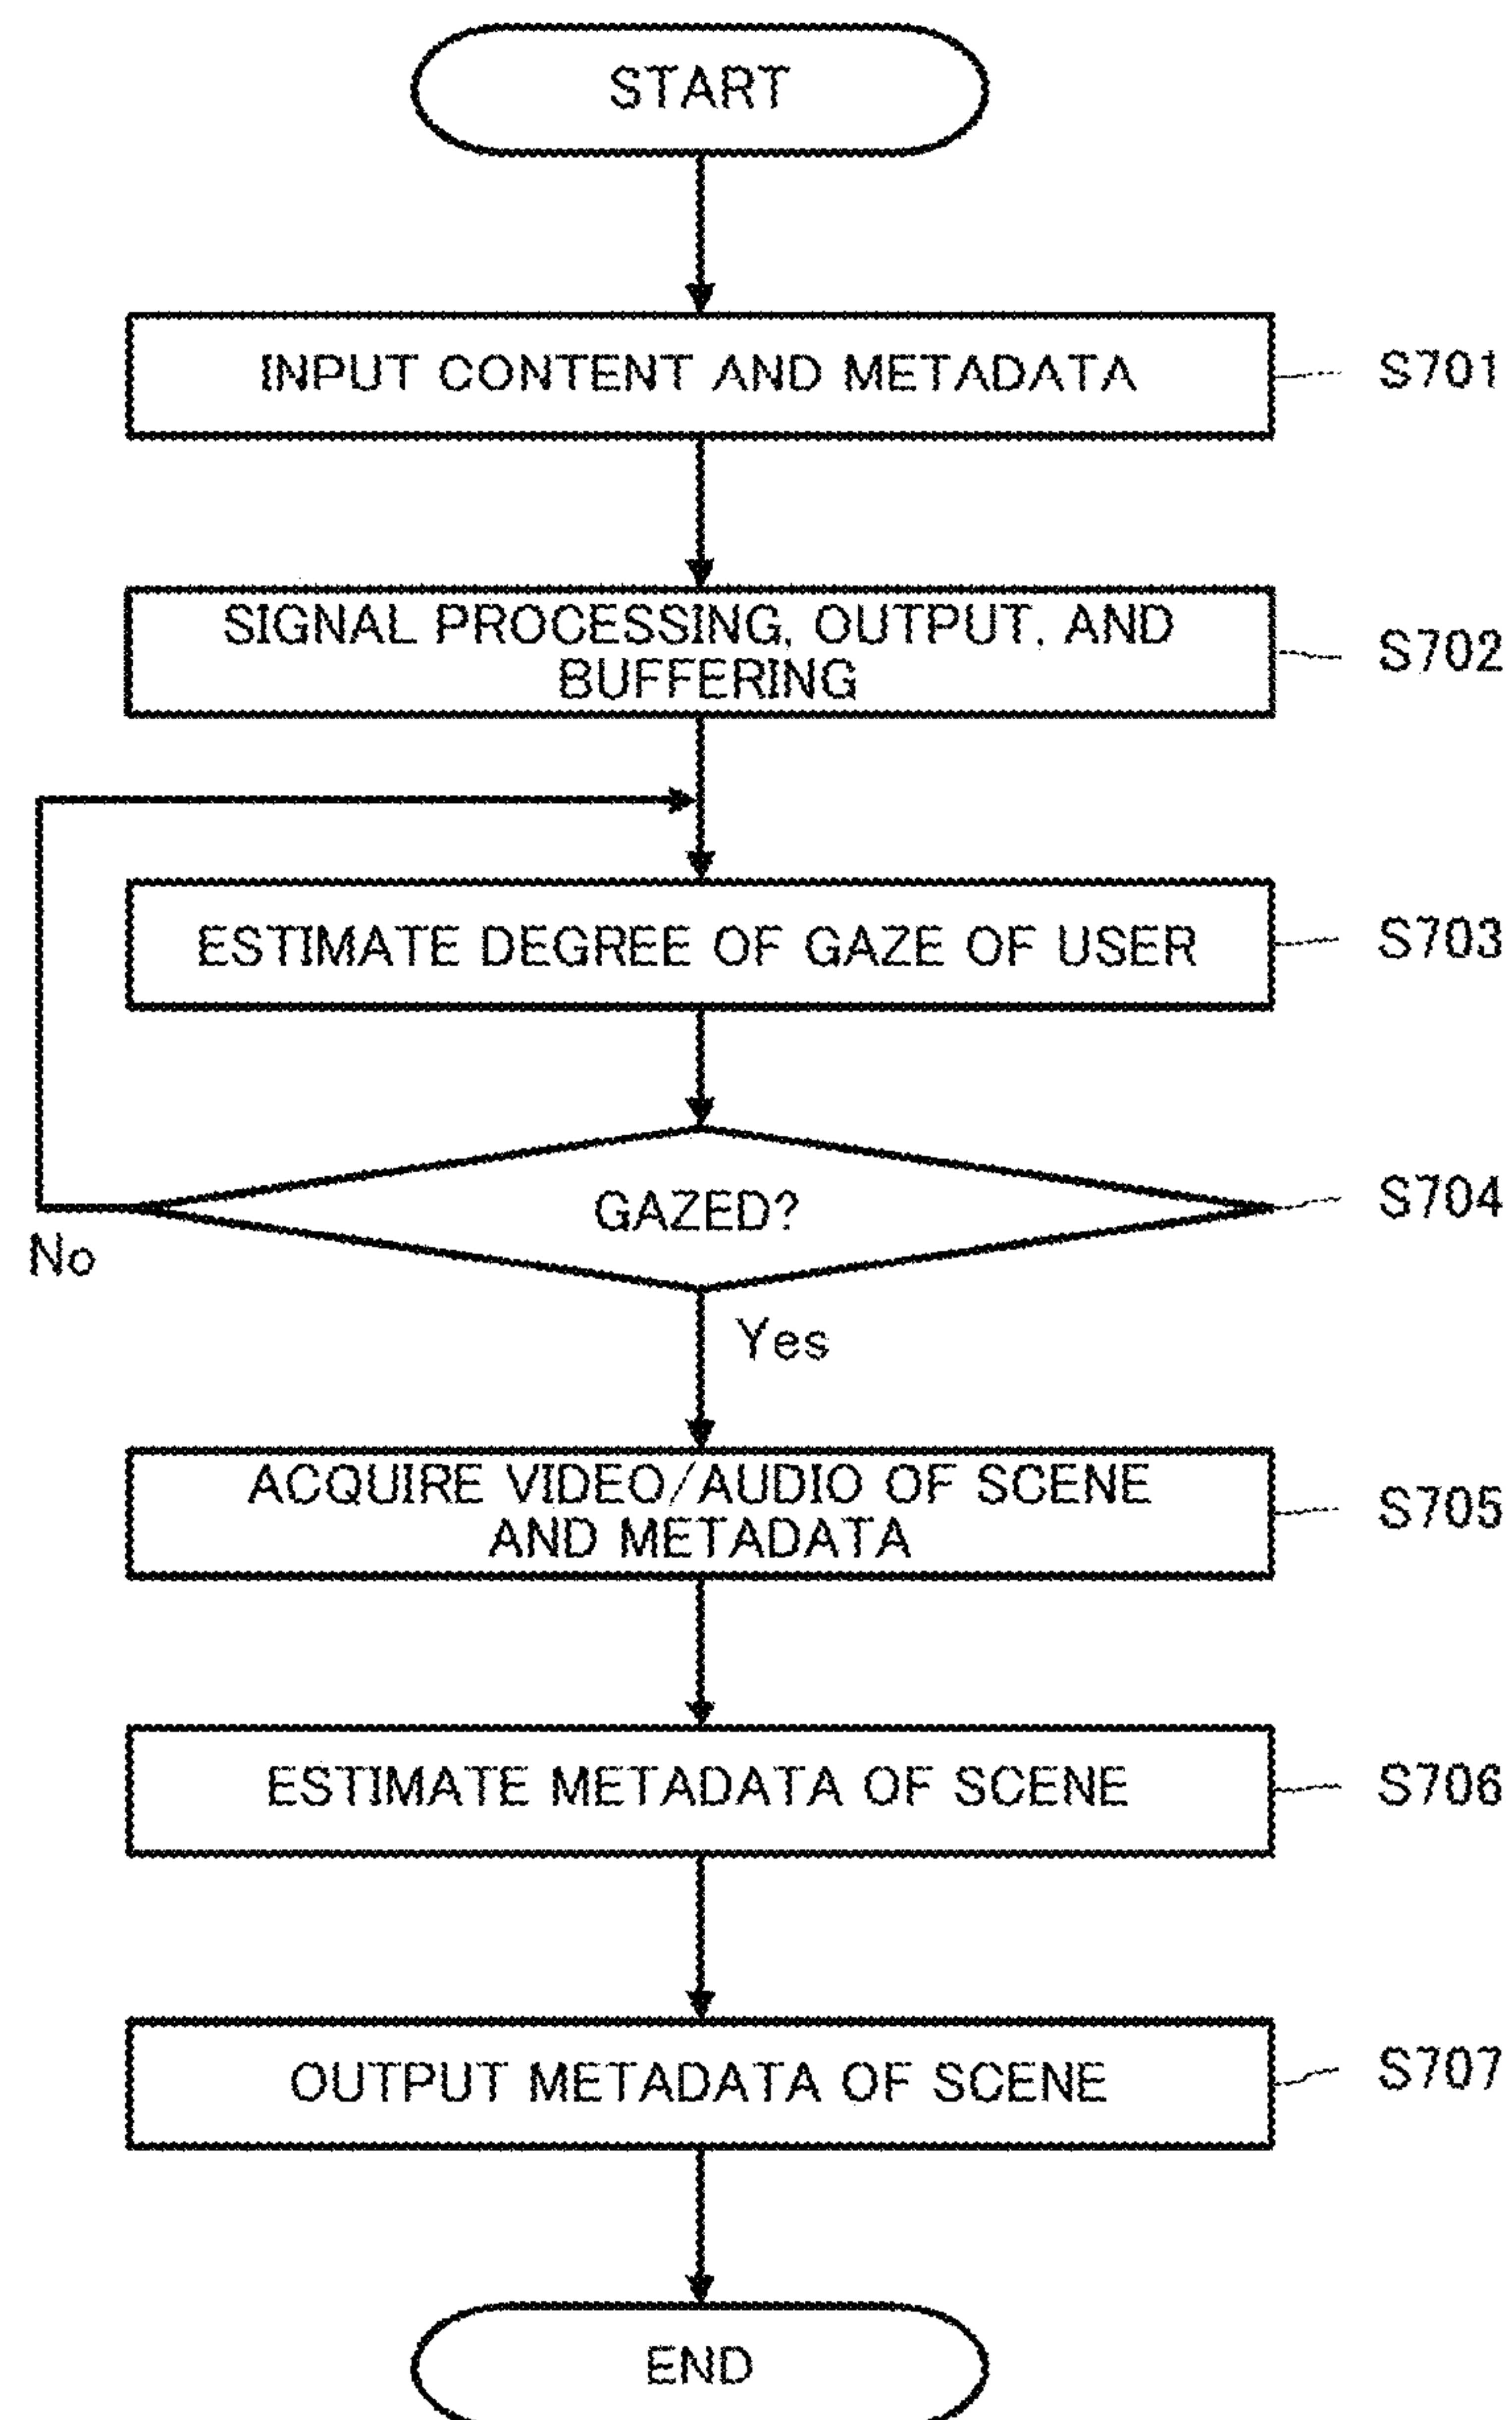 START
INPUT CONTENT AND METADATA
S701
SIGNAL PROCESSING, OUTPUT, AND
BUFFERING
S702
ESTIMATE DEGREE OF GAZE OF USER
S703
GAZED?
S704
No
Yes
ACQUIRE VIDEO/AUDIO OF SCENE
AND METADATA
S705
ESTIMATE METADATA OF SCENE
S706
OUTPUT METADATA OF SCENE
S707
END